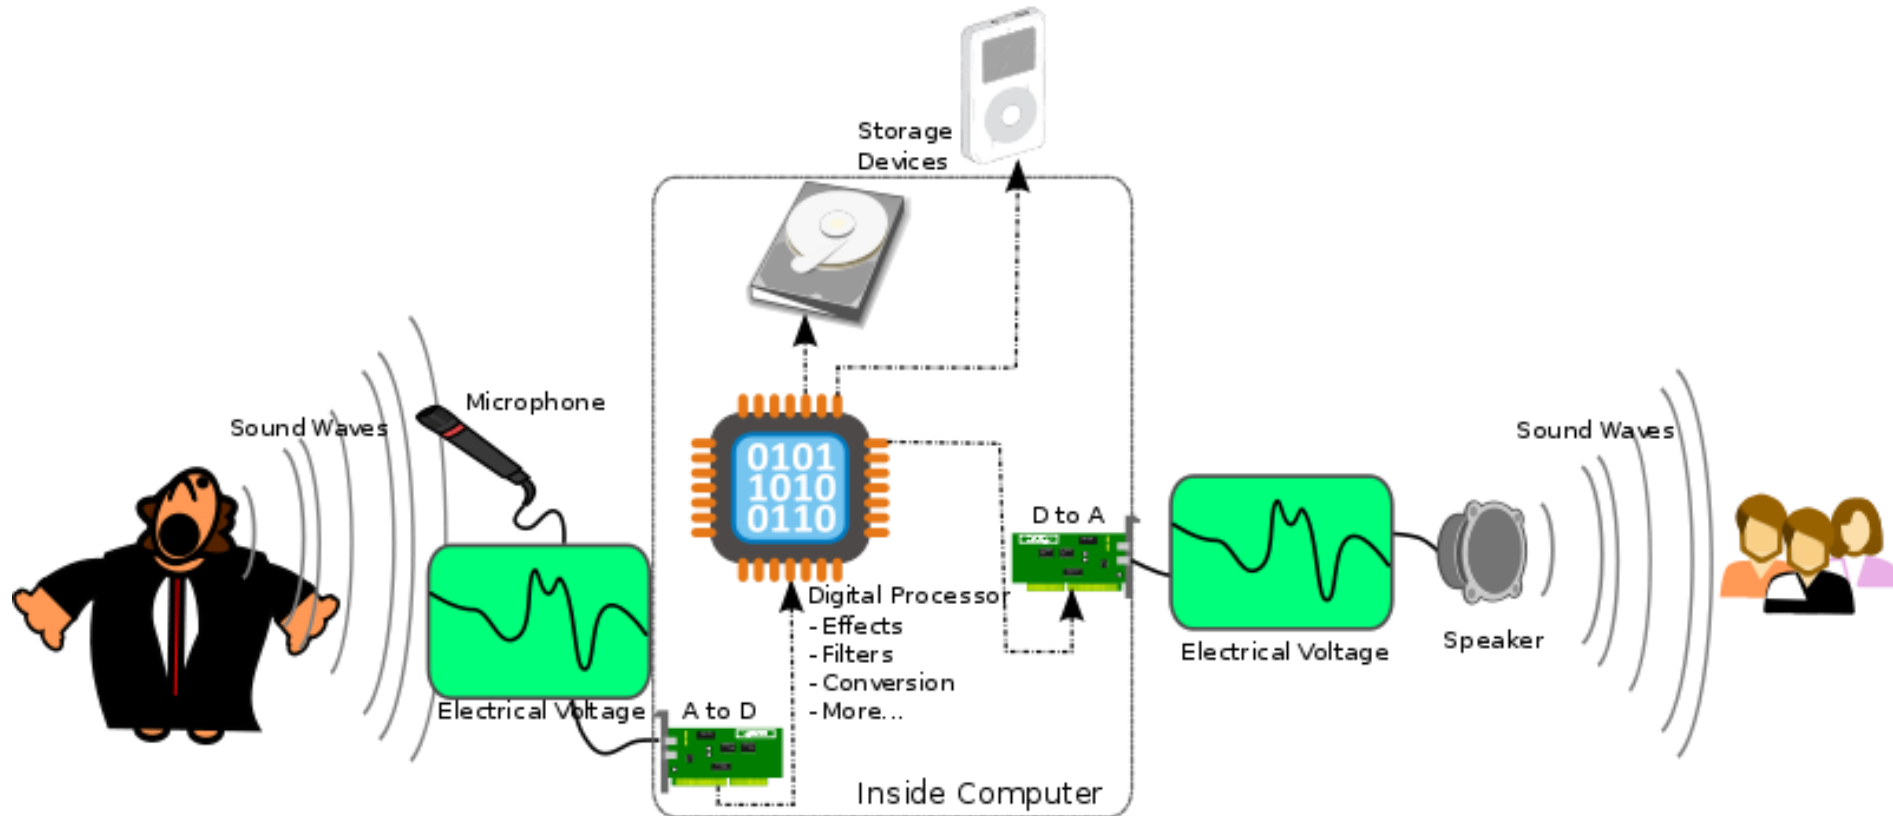 Storage
Devices
Microphone
Sound Waves
Sound Waves
0101
1010
0110
D to A
Digital Processor
- Effects
- Filters
- Conversion
- More...
Electrical Voltage
Speaker
Electrical Voltage
A to D
Inside Computer